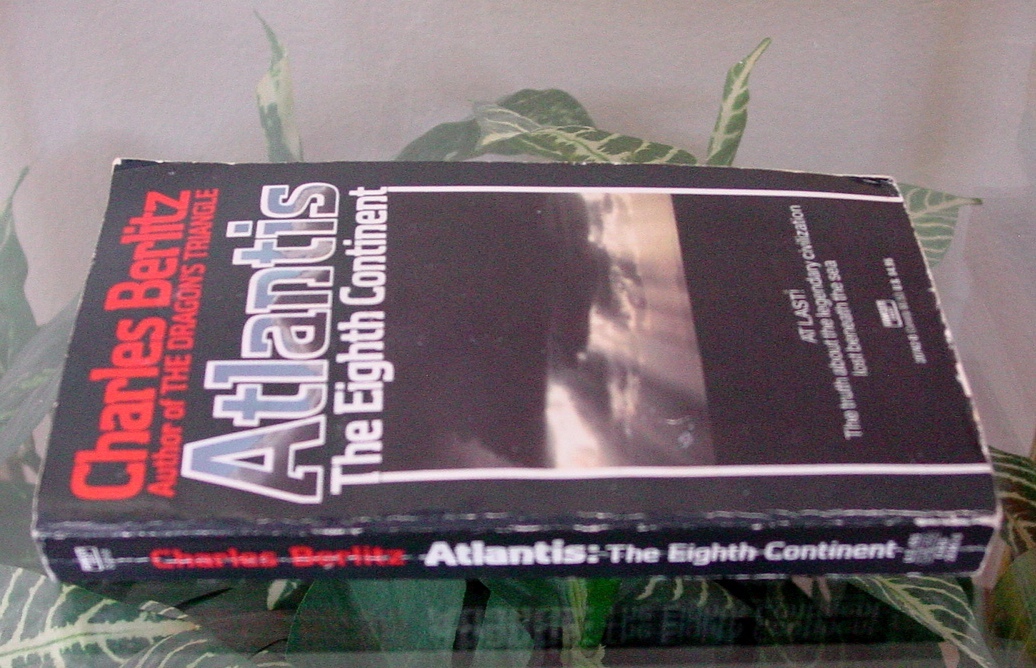 Charles Berlitz
Author of THE DRAGON'S TRIANGLE
Atlantis
The Eighth Continent
AT LAST!
The truth about the legendary civilization
lost beneath the sea
Charles Berlitz Atlantis: The Eighth Continent